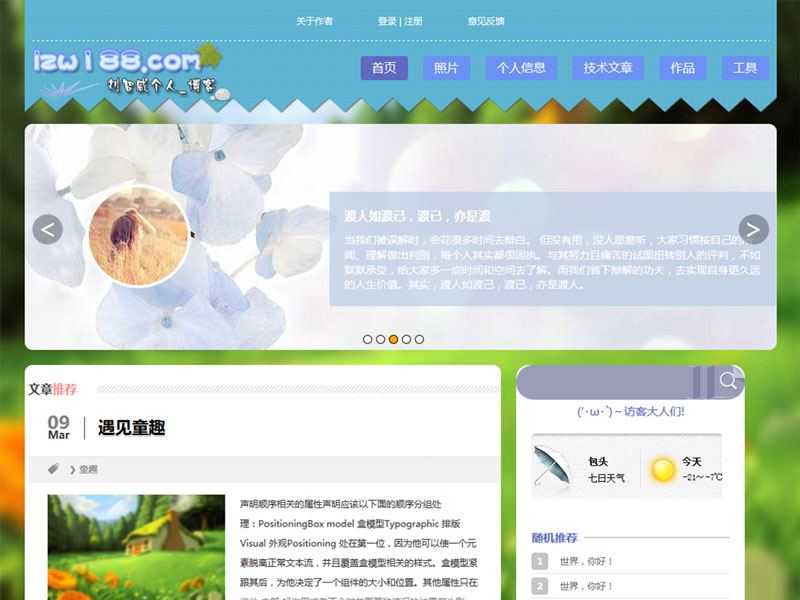 关于作者 登录 | 注册 意见反馈
lzw188.com
刘智威个人_博客
首页 照片 个人信息 技术文章 作品 工具
渡人如渡己，渡已，亦是渡
当我们被误解时，会花很多时间去辩白。 但没有用，没人愿意听，大家习惯按自己的所
闻、理解做出判别，每个人其实都很固执。与其努力且痛苦的试图扭转别人的评判，不如
默默承受，给大家多一点时间和空间去了解。而我们省下辩解的功夫，去实现自身更久远
的人生价值。其实，渡人如渡己，渡已，亦是渡人。
< >
文章推荐
09
Mar
遇见童趣
❯ 童趣
声明顺序相关的属性声明应该以下面的顺序分组处
理：PositioningBox model 盒模型Typographic 排版
Visual 外观Positioning 处在第一位，因为他可以使一个元
素脱离正常文本流，并且覆盖盒模型相关的样式。盒模型紧
跟其后，为他决定了一个组件的大小和位置。其他属性只在
(′･ω･`) ~ 访客大人们!
包头
七日天气
今天
-21~-7℃
随机推荐
1 世界，你好！
2 世界，你好！